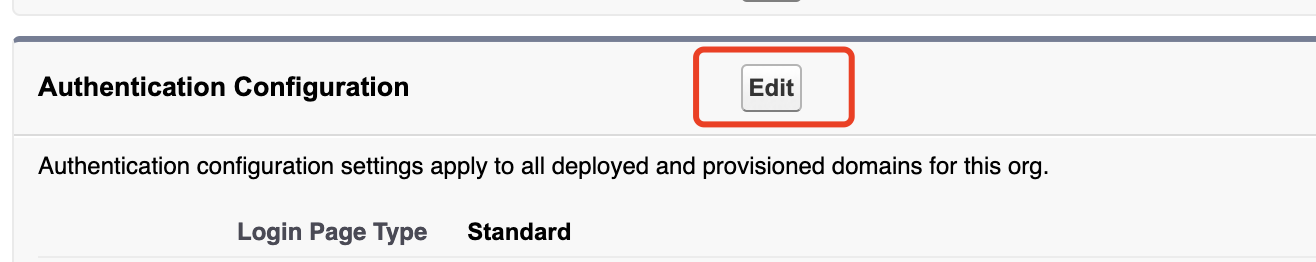 Authentication Configuration Edit
Authentication configuration settings apply to all deployed and provisioned domains for this org.
Login Page Type Standard